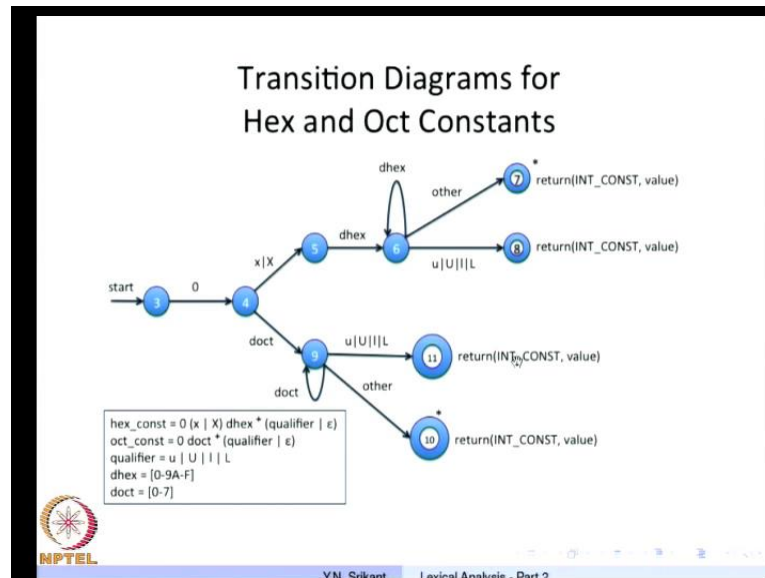 Transition Diagrams for
Hex and Oct Constants
dhex
other
7
*
return(INT_CONST, value)
x|X
5
dhex
6
8
return(INT_CONST, value)
u|U|l|L
start
3
0
4
doct
9
u|U|l|L
11
return(INT_CONST, value)
doct
other
*
10
return(INT_CONST, value)
hex_const = 0 (x | X) dhex⁺ (qualifier | ε)
oct_const = 0 doct⁺ (qualifier | ε)
qualifier = u | U | l | L
dhex = [0-9A-F]
doct = [0-7]
NPTEL
Y.N. Srikant Lexical Analysis - Part 2